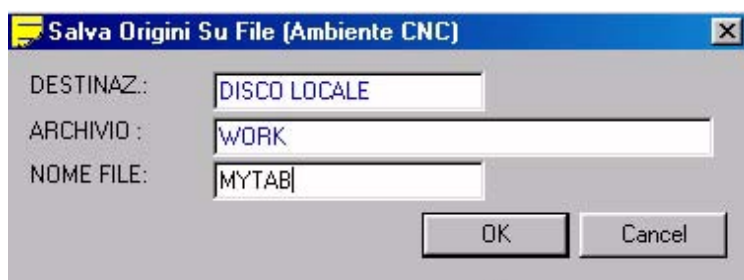 Salva Origini Su File (Ambiente CNC)
DESTINAZ.: DISCO LOCALE
ARCHIVIO : WORK
NOME FILE: MYTAB
OK Cancel